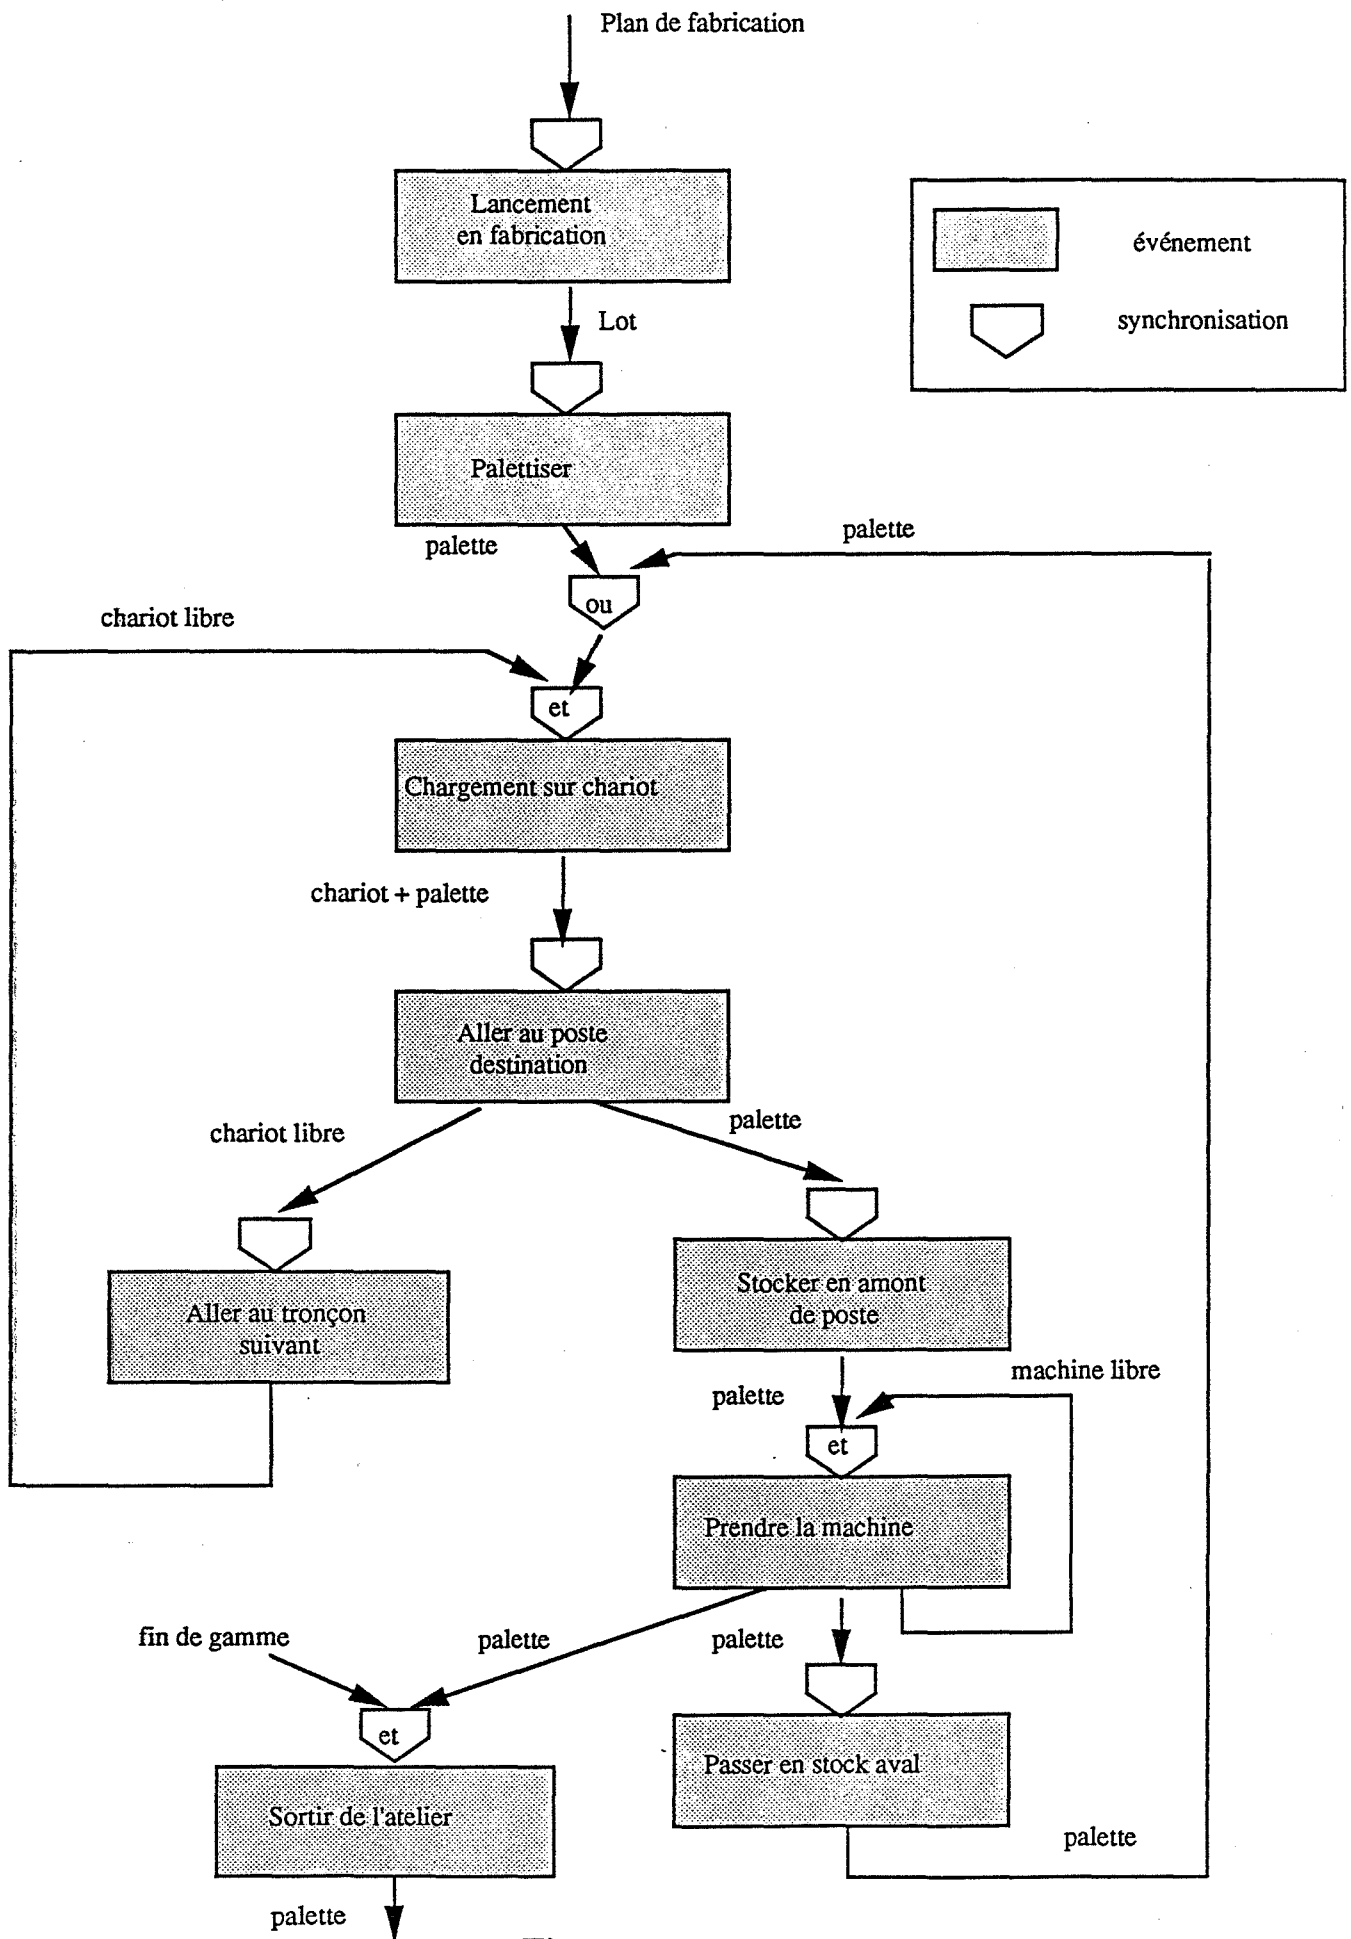 Plan de fabrication
Lancement
en fabrication
événement
synchronisation
Lot
Palettiser
palette
palette
ou
chariot libre
et
Chargement sur chariot
chariot + palette
Aller au poste
destination
chariot libre
palette
Aller au tronçon
suivant
Stocker en amont
de poste
machine libre
palette
et
Prendre la machine
fin de gamme
palette
palette
et
Passer en stock aval
Sortir de l'atelier
palette
palette